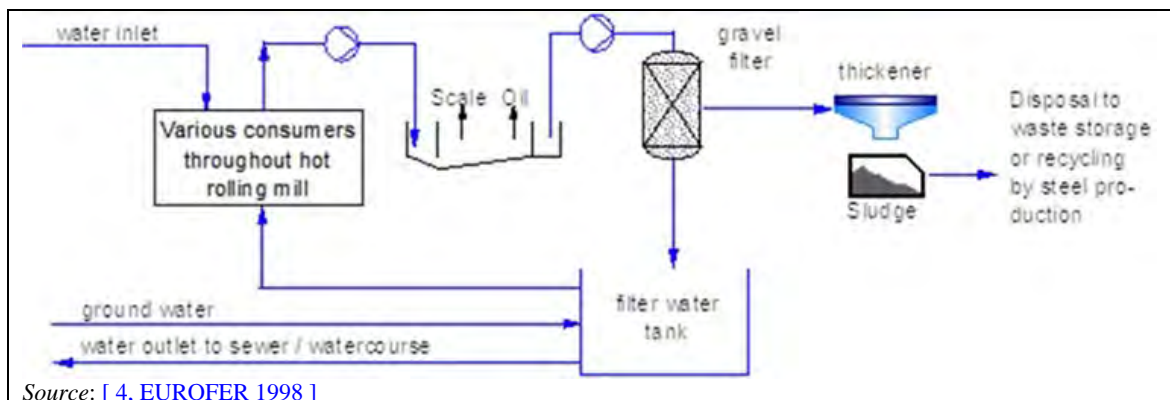 water inlet
gravel
filter
thickener
Scale Oil
Disposal to
waste storage
or recycling
by steel pro-
duction
Various consumers
throughout hot
rolling mill
Sludge
ground water
filter water
tank
water outlet to sewer / watercourse
Source: [ 4, EUROFER 1998 ]